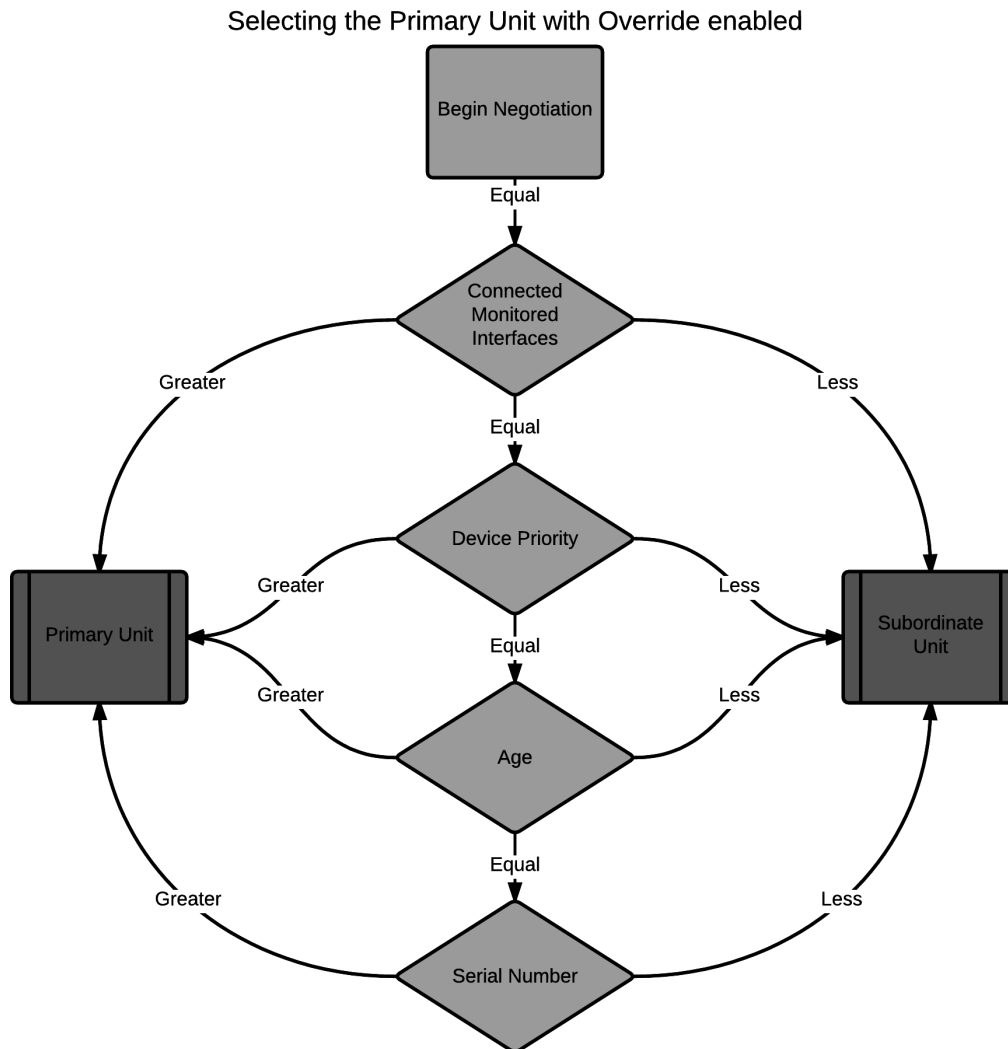 Selecting the Primary Unit with Override enabled
Begin Negotiation
Equal
Connected
Monitored
Interfaces
Greater
Less
Equal
Device Priority
Greater
Less
Primary Unit
Subordinate
Unit
Equal
Greater
Less
Age
Equal
Greater
Less
Serial Number